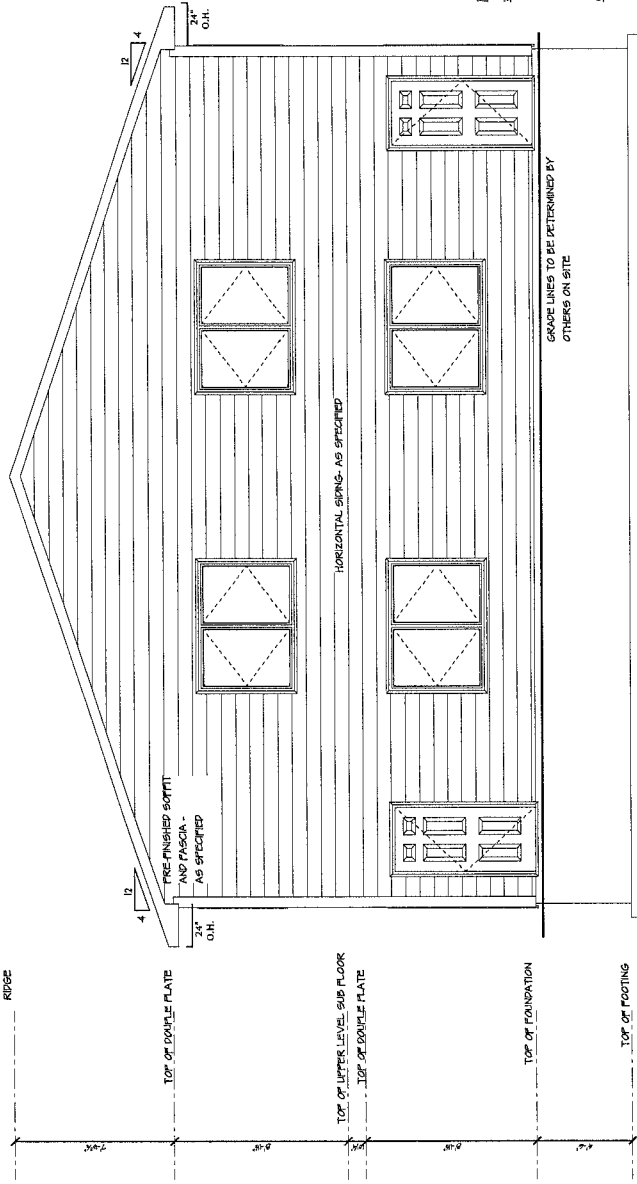 RIDGE
TOP OF DOUBLE PLATE
TOP OF UPPER LEVEL SUB FLOOR
TOP OF DOUBLE PLATE
TOP OF FOUNDATION
TOP OF FOOTING
12
4
24"
O.H.
PRE-FINISHED SOFFIT
AND FASCIA -
AS SPECIFIED
HORIZONTAL SIDING- AS SPECIFIED
12
4
24"
O.H.
GRADE LINES TO BE DETERMINED BY
OTHERS ON SITE